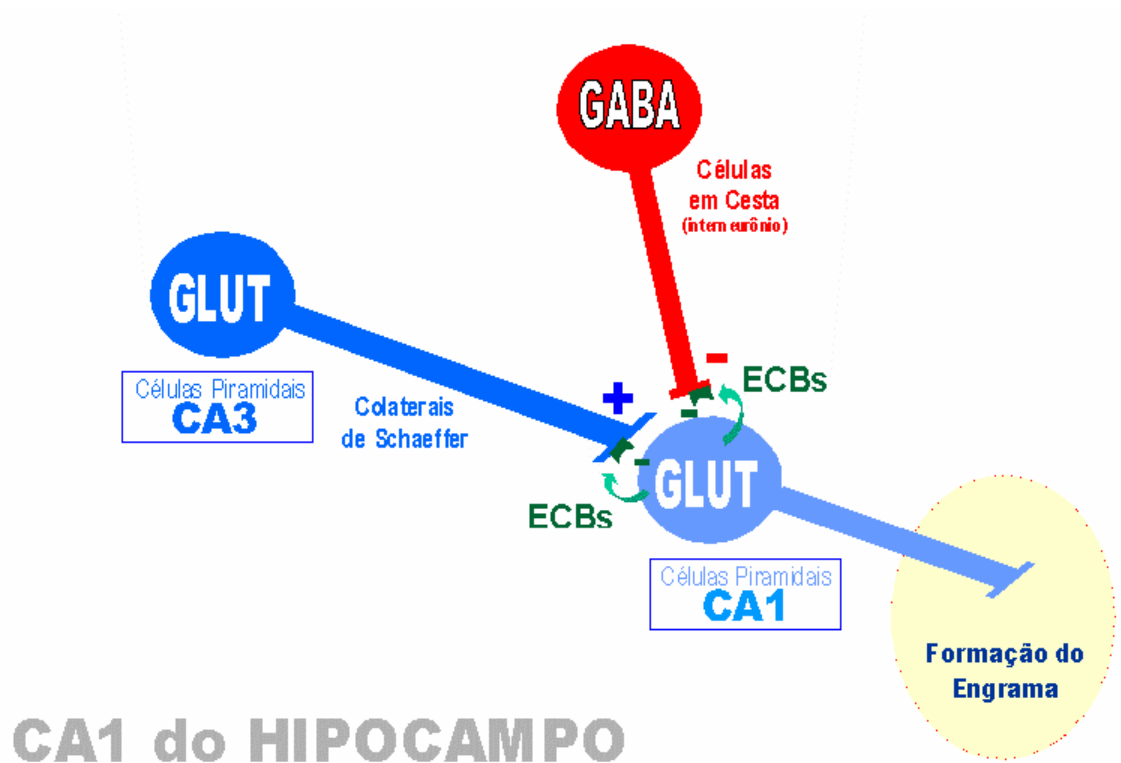 GABA
Células
em Cesta
(interneurônio)
GLUT
Células Piramidais
CA3
Colaterais
de Schaeffer
+
-
ECBs
-
-
ECBs
GLUT
Células Piramidais
CA1
Formação do
Engrama
CA1 do HIPOCAMPO